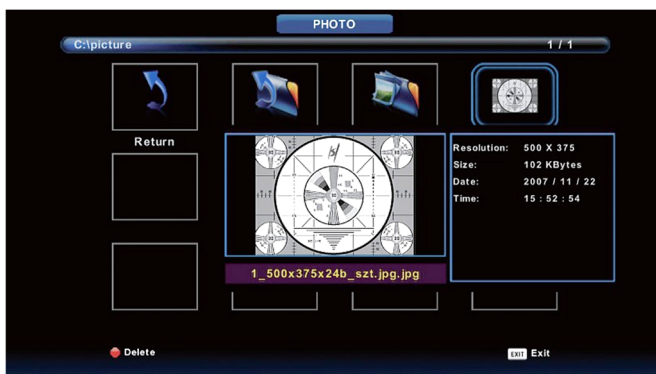 PHOTO
C:\picture 1 / 1
Return
Resolution: 500 X 375
Size: 102 KBytes
Date: 2007 / 11 / 22
Time: 15 : 52 : 54
1_500x375x24b_szt.jpg.jpg
Delete
EXIT Exit